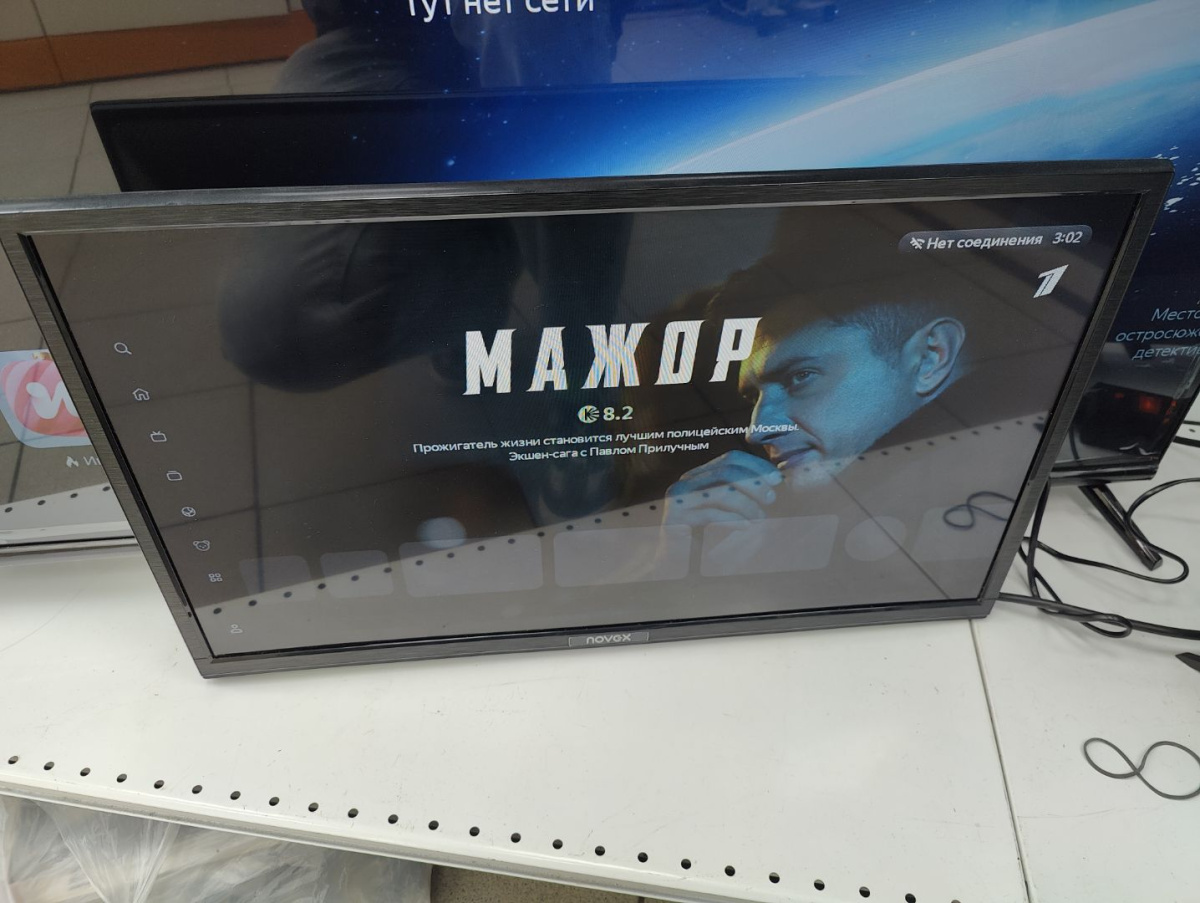 Тут нет сети
Нет соединения 3:02
МАЖОР
8.2
Прожигатель жизни становится лучшим полицейским Москвы.
Экшен-сага с Павлом Прилучным
novex
Место